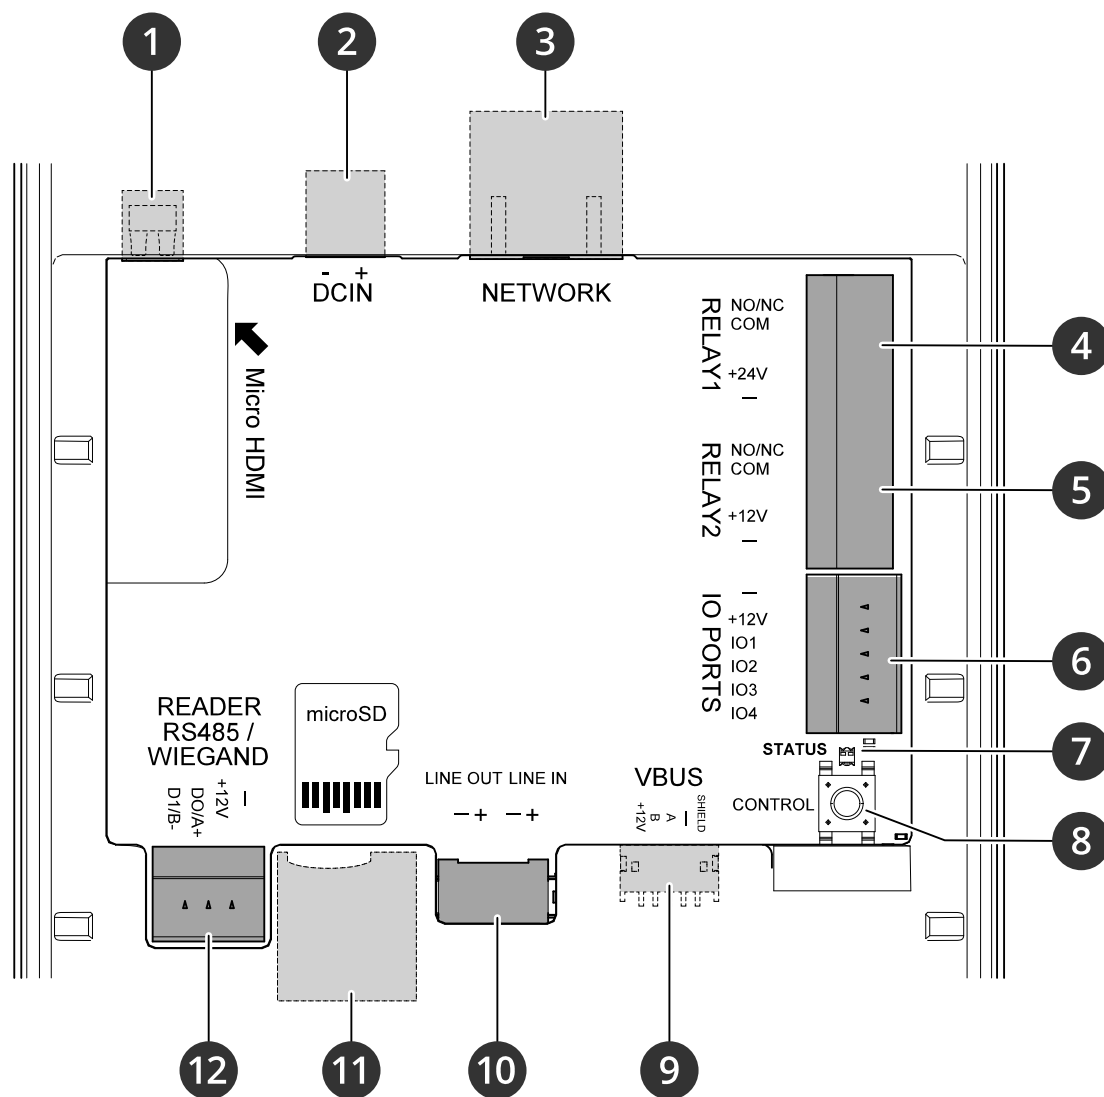 1
2
3
- +
DCIN
NETWORK
RELAY1
NO/NC
COM
+24V
—
4
Micro HDMI
RELAY2
NO/NC
COM
+12V
—
5
IO PORTS
—
+12V
IO1
IO2
IO3
IO4
6
READER
RS485 /
WIEGAND
D1/B-
DO/A+
+12V
—
microSD
LINE OUT LINE IN
— + — +
VBUS
+12V
B
A
—
SHIELD
STATUS
7
CONTROL
8
12
11
10
9